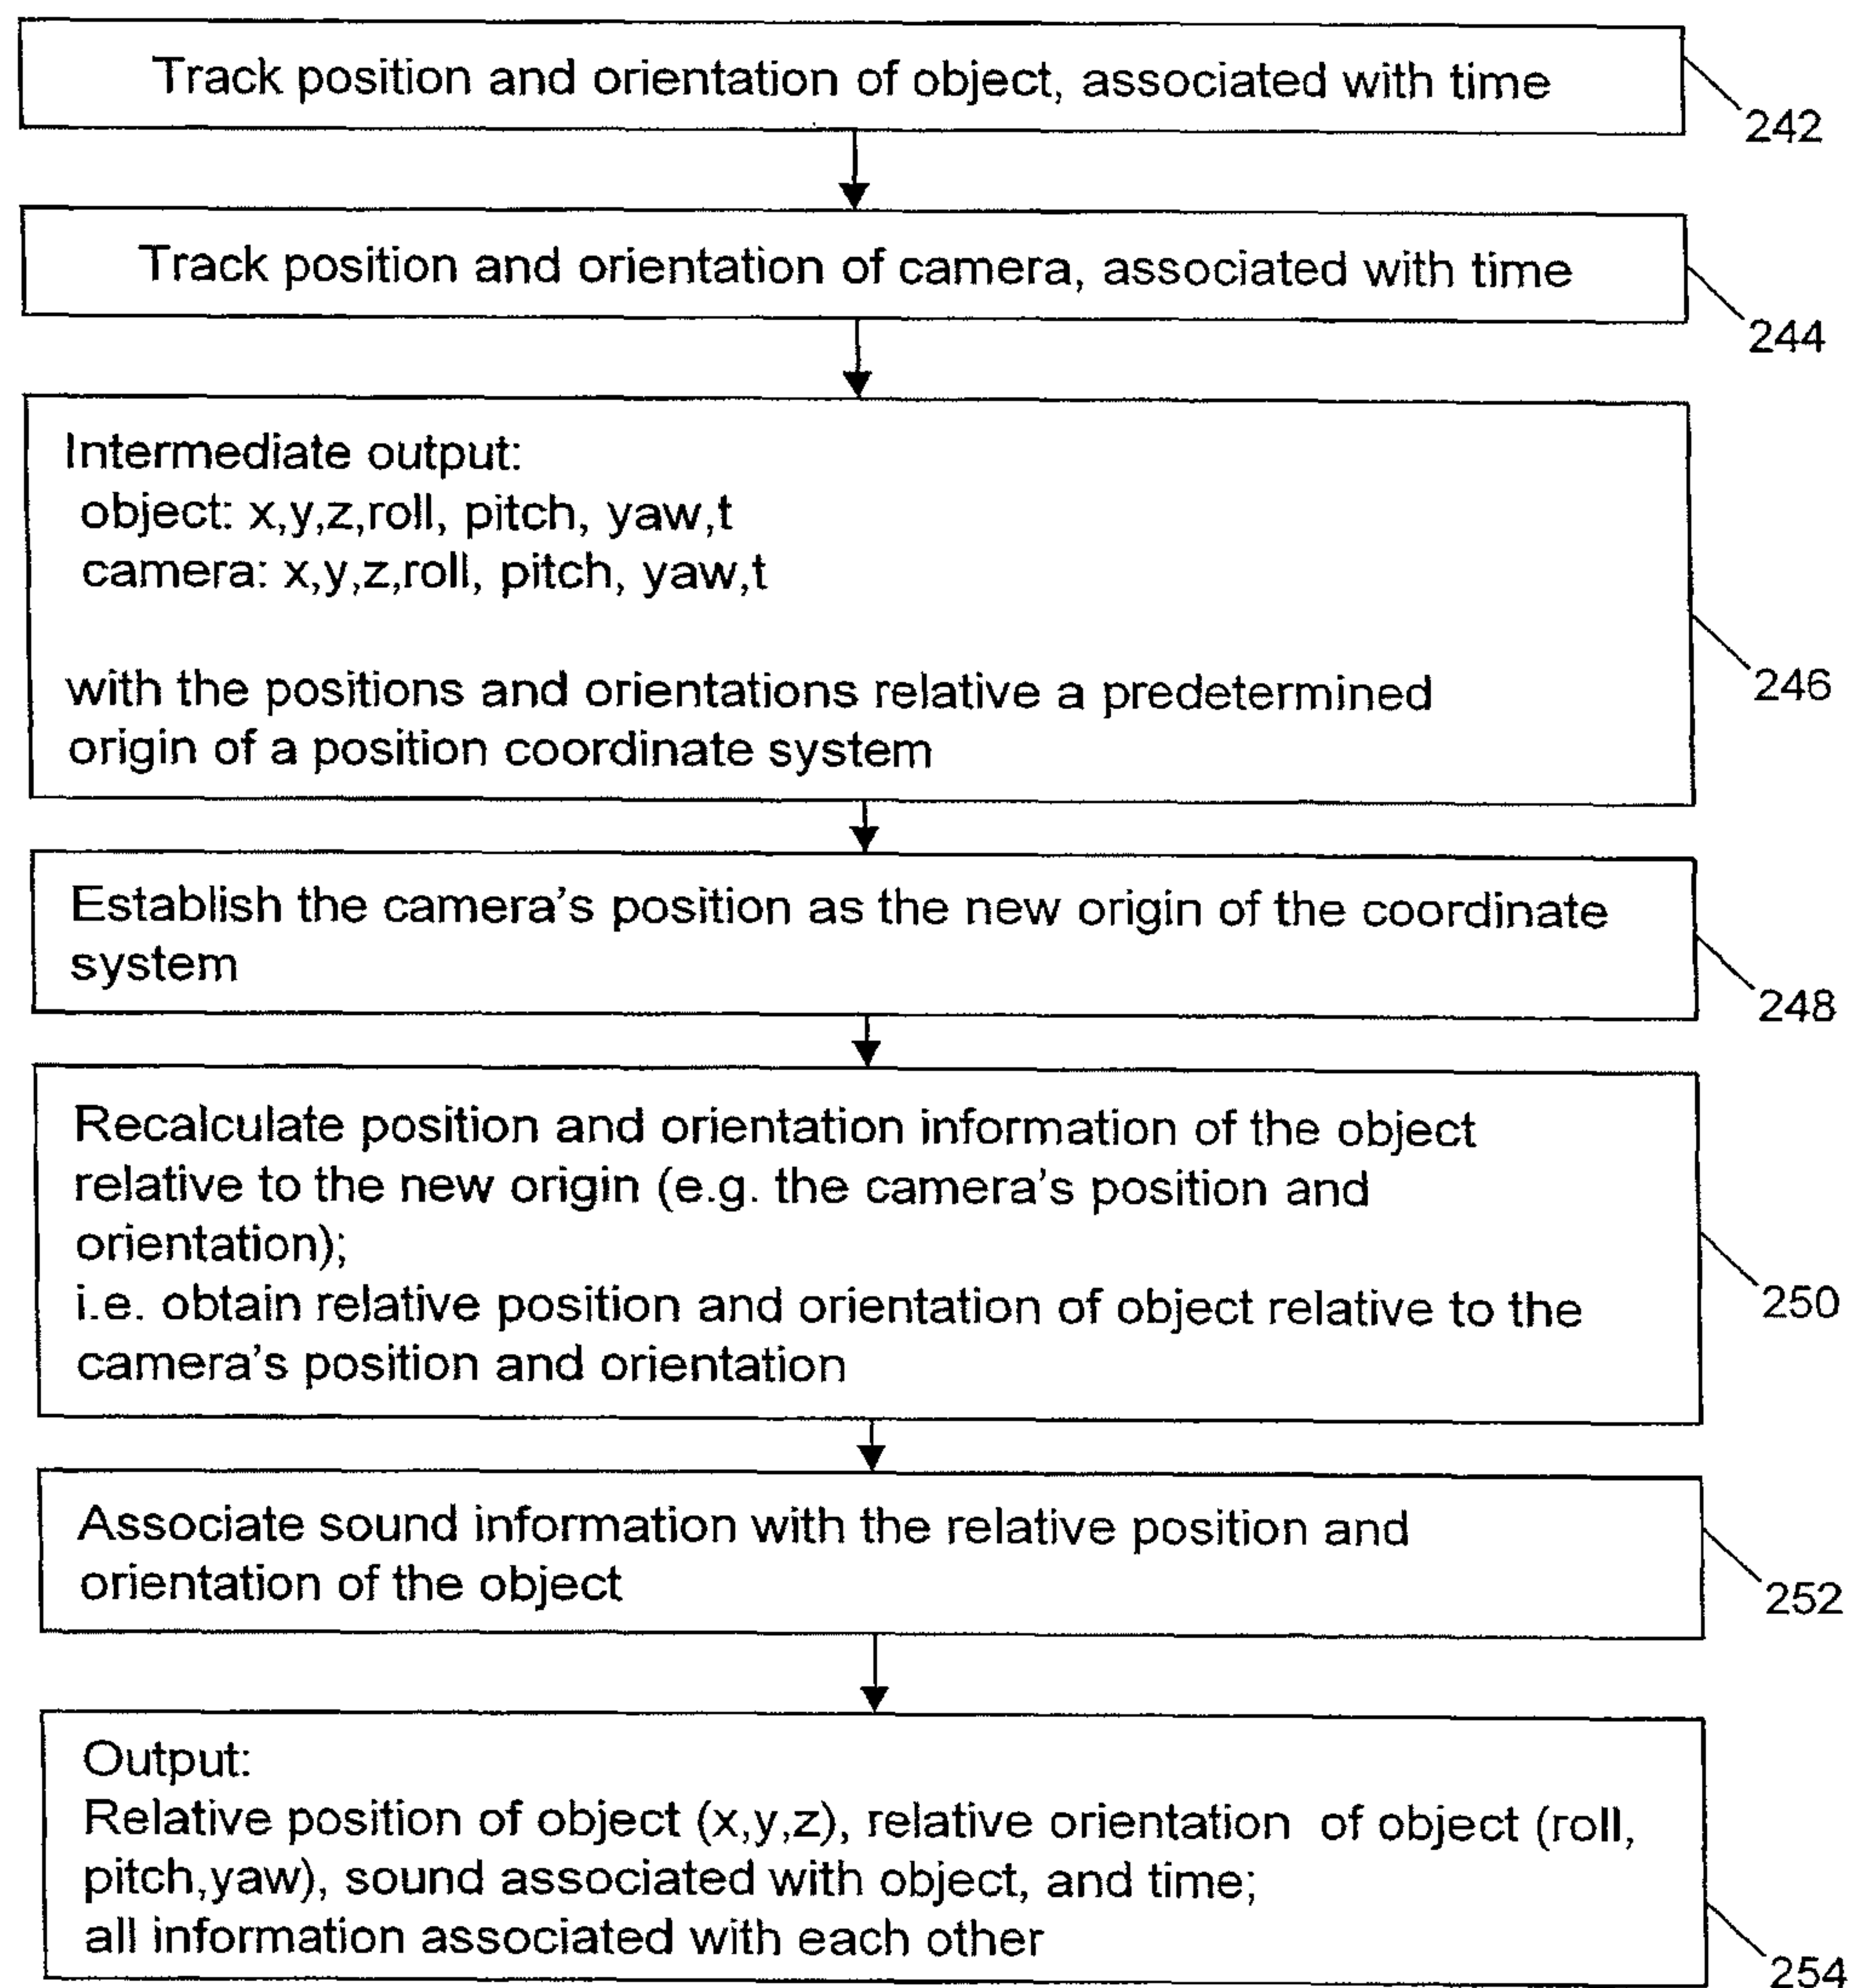 Track position and orientation of object, associated with time
242
Track position and orientation of camera, associated with time
244
Intermediate output:
object: x,y,z,roll, pitch, yaw,t
camera: x,y,z,roll, pitch, yaw,t
with the positions and orientations relative a predetermined
origin of a position coordinate system
246
Establish the camera's position as the new origin of the coordinate
system
248
Recalculate position and orientation information of the object
relative to the new origin (e.g. the camera's position and
orientation);
i.e. obtain relative position and orientation of object relative to the
camera's position and orientation
250
Associate sound information with the relative position and
orientation of the object
252
Output:
Relative position of object (x,y,z), relative orientation of object (roll,
pitch,yaw), sound associated with object, and time;
all information associated with each other
254